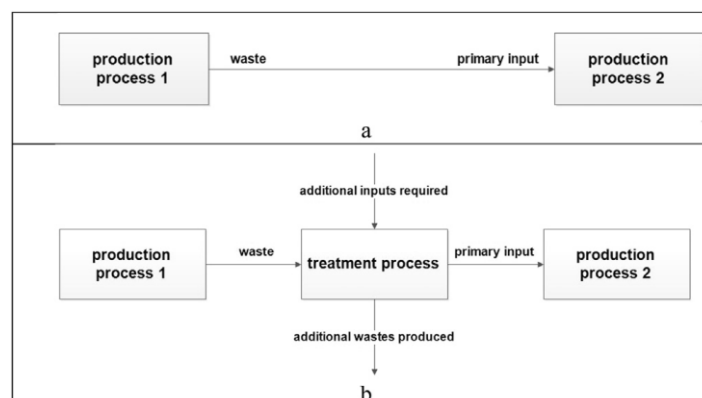 production
process 1
waste
primary input
production
process 2
a
additional inputs required
production
process 1
waste
treatment process
primary input
production
process 2
additional wastes produced
b